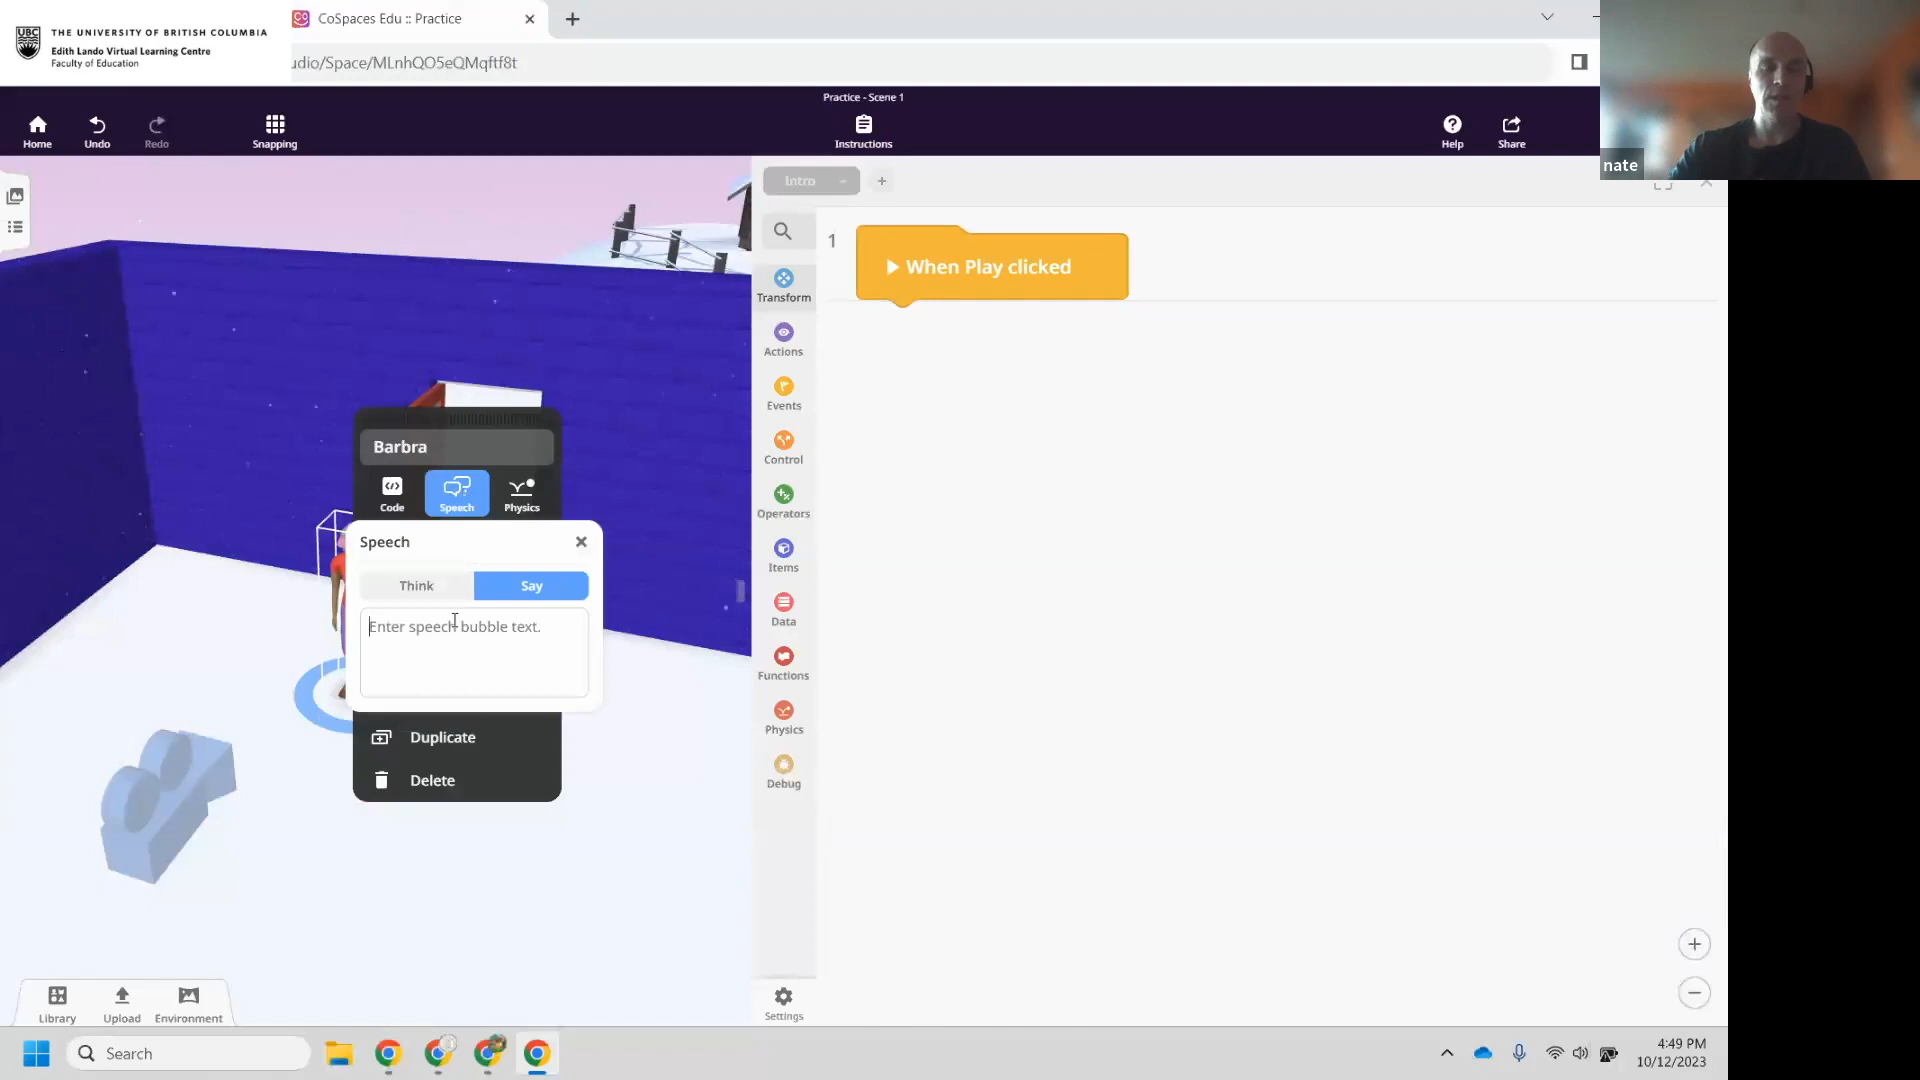 CoSpaces Edu :: Practice
UBC
THE UNIVERSITY OF BRITISH COLUMBIA
Edith Lando Virtual Learning Centre
Faculty of Education
udio/Space/MLnhQO5eQMqftf8t
Practice - Scene 1
Home
Undo
Redo
Snapping
Instructions
Help
Share
nate
Intro
1
When Play clicked
Transform
Actions
Events
Control
Operators
Items
Data
Functions
Physics
Debug
Settings
Barbra
Code
Speech
Physics
Speech
Think
Say
Enter speech bubble text.
Duplicate
Delete
Library
Upload
Environment
Search
4:49 PM
10/12/2023